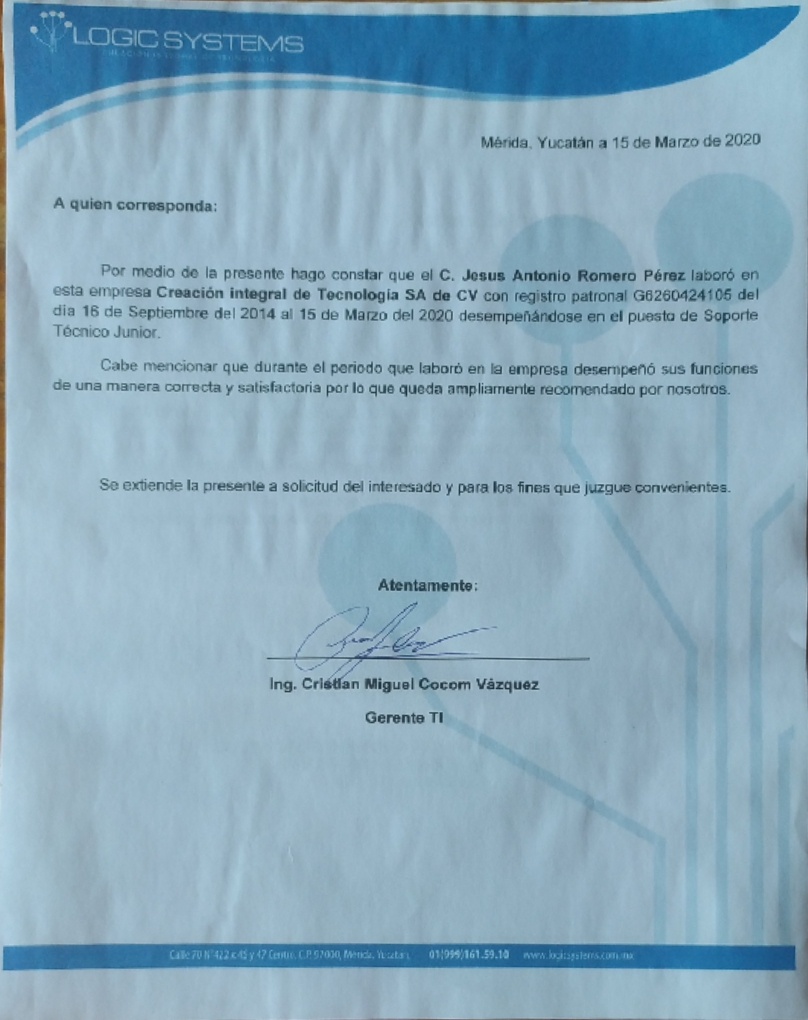 LOGIC SYSTEMS
Mérida, Yucatán a 15 de Marzo de 2020
A quien corresponda:
Por medio de la presente hago constar que el C. Jesus Antonio Romero Pérez laboró en
esta empresa Creación integral de Tecnología SA de CV con registro patronal G6260424105 del
día 16 de Septiembre del 2014 al 15 de Marzo del 2020 desempeñándose en el puesto de Soporte
Técnico Junior.
Cabe mencionar que durante el periodo que laboró en la empresa desempeñó sus funciones
de una manera correcta y satisfactoria por lo que queda ampliamente recomendado por nosotros.
Se extiende la presente a solicitud del interesado y para los fines que juzgue convenientes.
Atentamente:
Ing. Cristian Miguel Cocom Vázquez
Gerente TI
Calle 70 N°422 x 45 y 47 Centro, C.P. 97000, Mérida, Yucatán, 01(999)161.59.10 www.logicsystems.com.mx